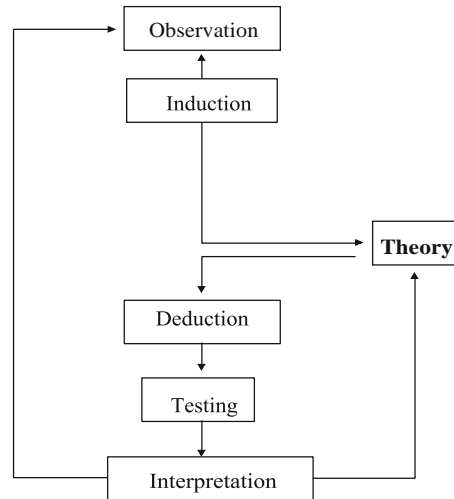 Observation
Induction
Theory
Deduction
Testing
Interpretation